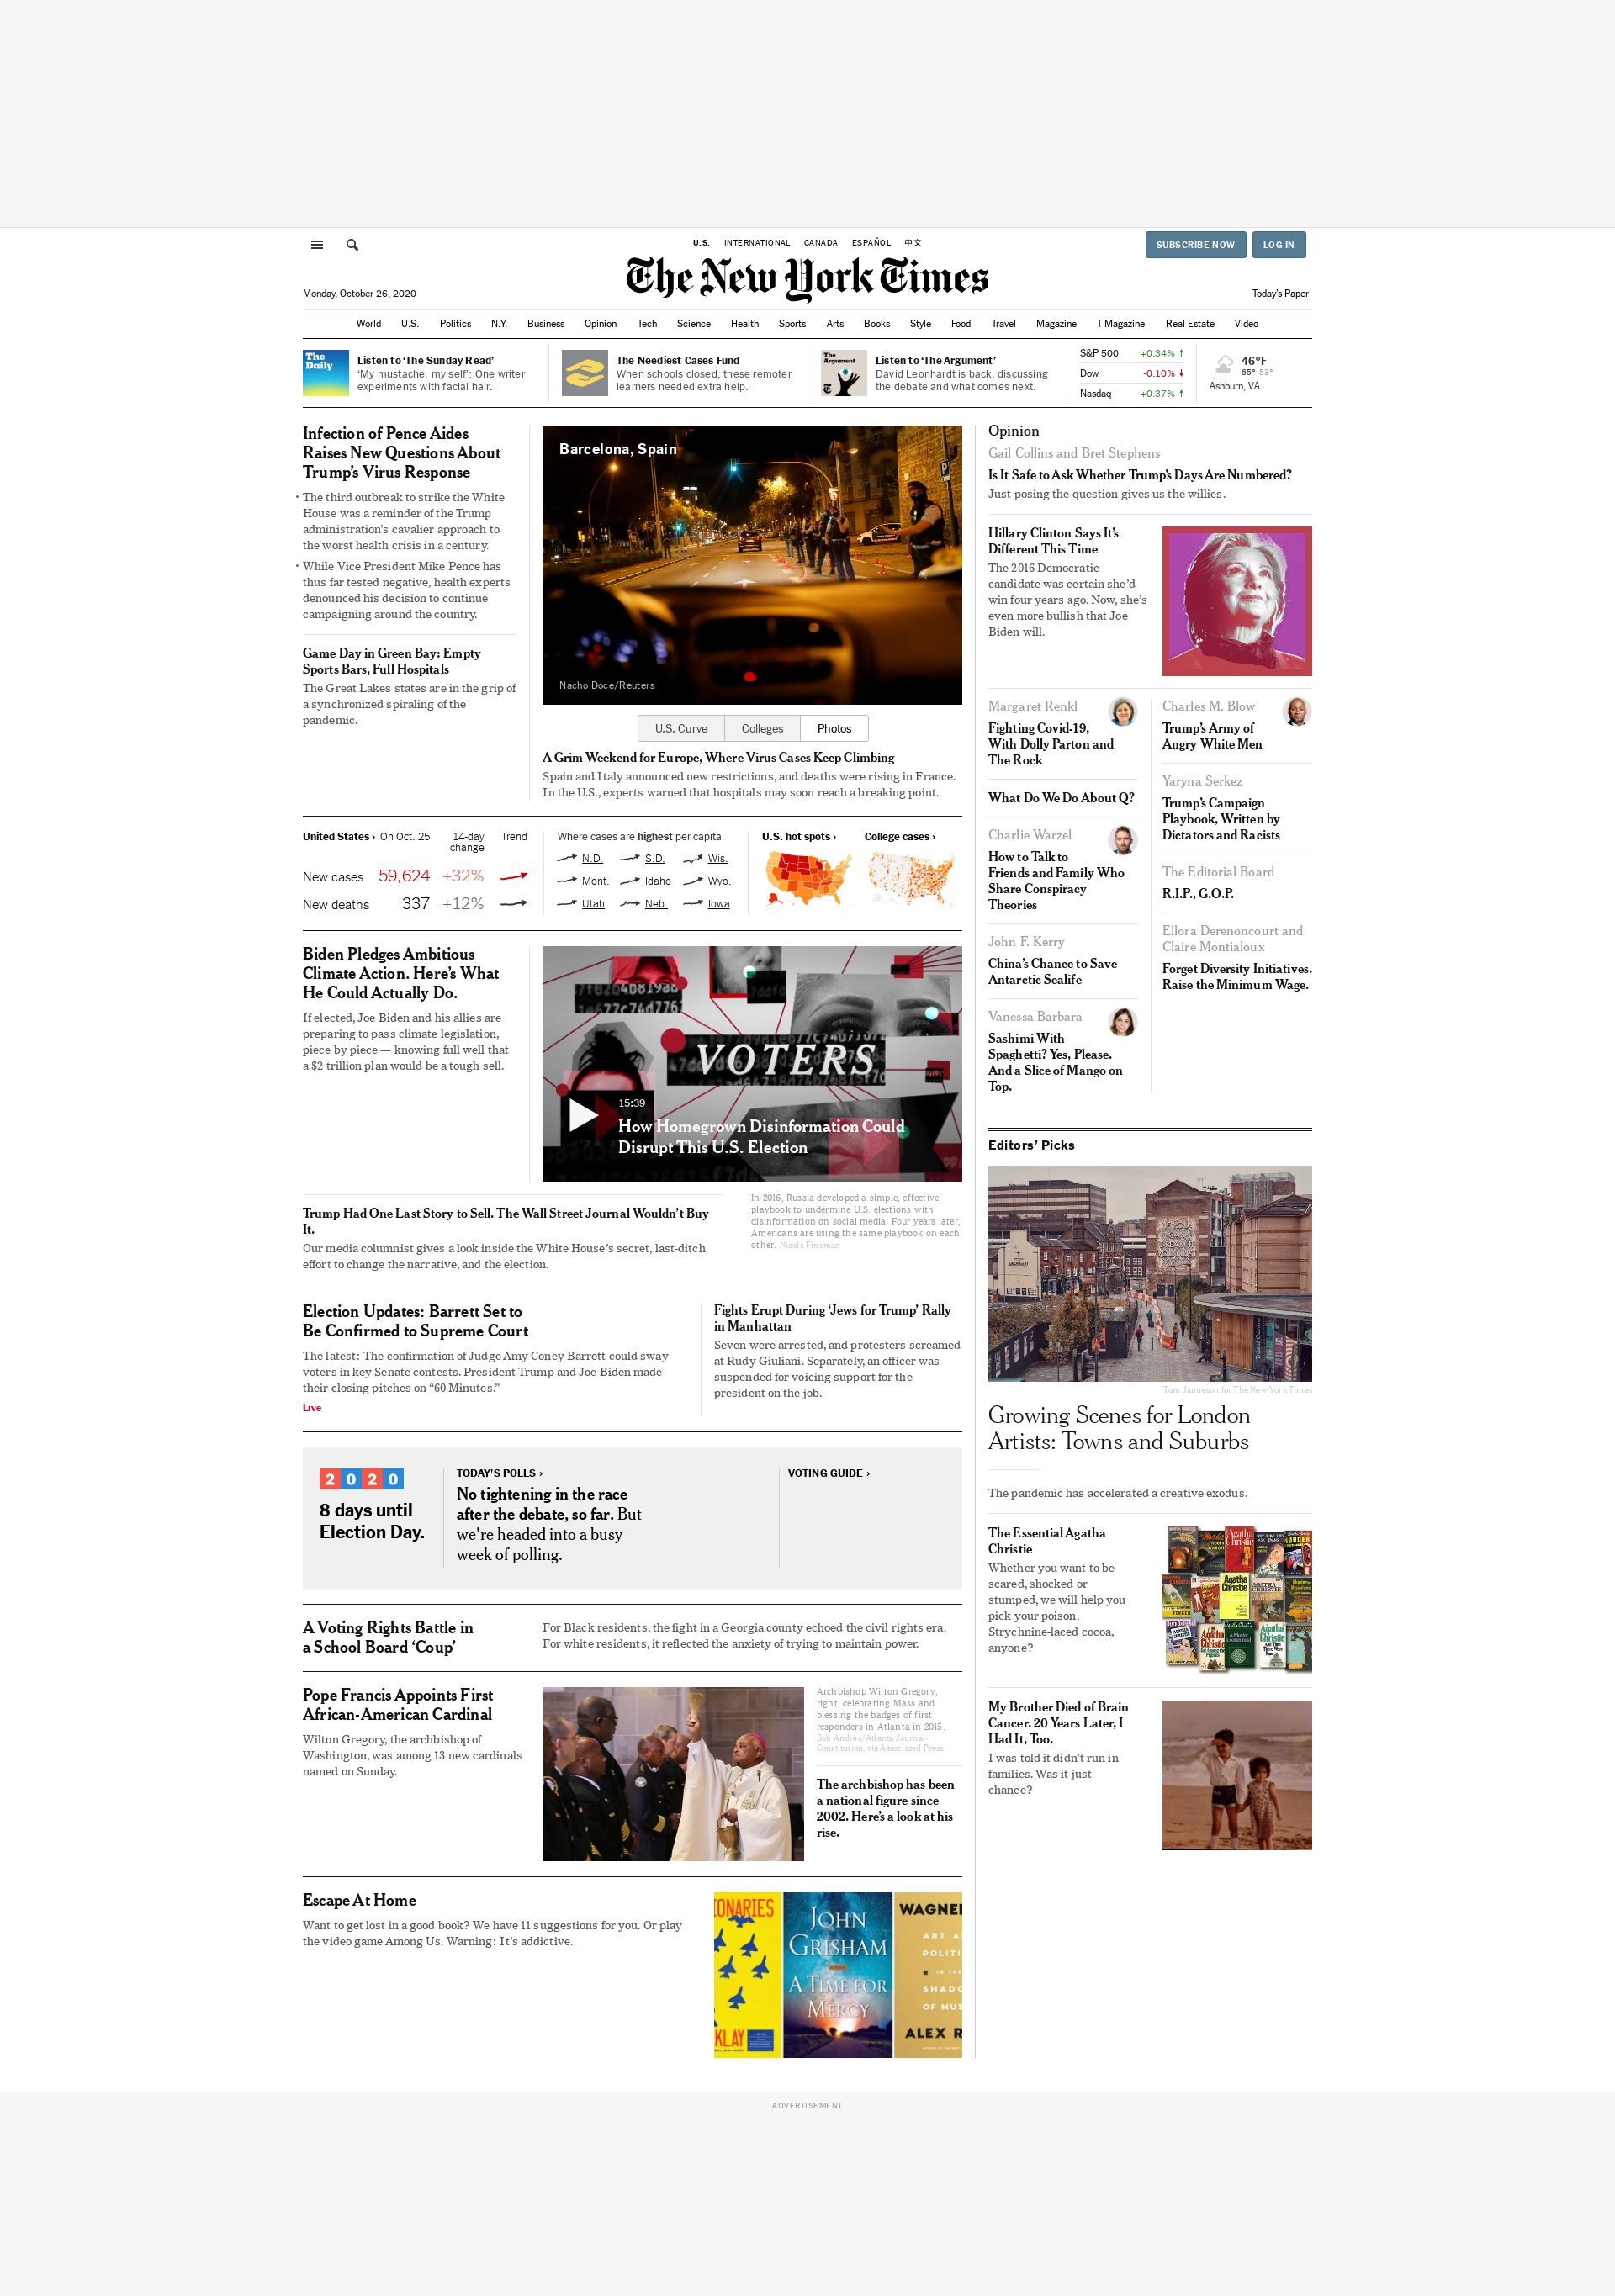 U.S. INTERNATIONAL CANADA ESPAÑOL 中文
SUBSCRIBE NOW LOG IN
The New York Times
Monday, October 26, 2020
Today's Paper
World U.S. Politics N.Y. Business Opinion Tech Science Health Sports Arts Books Style Food Travel Magazine T Magazine Real Estate Video
The
Daily
Listen to ‘The Sunday Read’
‘My mustache, my self’: One writer
experiments with facial hair.
The Neediest Cases Fund
When schools closed, these remoter
learners needed extra help.
The
Argument
Listen to ‘The Argument’
David Leonhardt is back, discussing
the debate and what comes next.
S&P 500 +0.34% ↑
Dow -0.10% ↓
Nasdaq +0.37% ↑
46°F
65° 53°
Ashburn, VA
Infection of Pence Aides
Raises New Questions About
Trump’s Virus Response
• The third outbreak to strike the White
House was a reminder of the Trump
administration’s cavalier approach to
the worst health crisis in a century.
• While Vice President Mike Pence has
thus far tested negative, health experts
denounced his decision to continue
campaigning around the country.
Game Day in Green Bay: Empty
Sports Bars, Full Hospitals
The Great Lakes states are in the grip of
a synchronized spiraling of the
pandemic.
Barcelona, Spain
Nacho Doce/Reuters
U.S. Curve Colleges Photos
A Grim Weekend for Europe, Where Virus Cases Keep Climbing
Spain and Italy announced new restrictions, and deaths were rising in France.
In the U.S., experts warned that hospitals may soon reach a breaking point.
United States › On Oct. 25 14-day
change Trend
New cases 59,624 +32%
New deaths 337 +12%
Where cases are highest per capita
N.D. S.D. Wis.
Mont. Idaho Wyo.
Utah Neb. Iowa
U.S. hot spots › College cases ›
Biden Pledges Ambitious
Climate Action. Here’s What
He Could Actually Do.
If elected, Joe Biden and his allies are
preparing to pass climate legislation,
piece by piece — knowing full well that
a $2 trillion plan would be a tough sell.
VOTERS
15:39
How Homegrown Disinformation Could
Disrupt This U.S. Election
Trump Had One Last Story to Sell. The Wall Street Journal Wouldn’t Buy
It.
Our media columnist gives a look inside the White House’s secret, last-ditch
effort to change the narrative, and the election.
In 2016, Russia developed a simple, effective
playbook to undermine U.S. elections with
disinformation on social media. Four years later,
Americans are using the same playbook on each
other. Nicole Fineman
Election Updates: Barrett Set to
Be Confirmed to Supreme Court
The latest: The confirmation of Judge Amy Coney Barrett could sway
voters in key Senate contests. President Trump and Joe Biden made
their closing pitches on “60 Minutes.”
Live
Fights Erupt During ‘Jews for Trump’ Rally
in Manhattan
Seven were arrested, and protesters screamed
at Rudy Giuliani. Separately, an officer was
suspended for voicing support for the
president on the job.
2020
8 days until
Election Day.
TODAY'S POLLS ›
No tightening in the race
after the debate, so far. But
we're headed into a busy
week of polling.
VOTING GUIDE ›
A Voting Rights Battle in
a School Board ‘Coup’
For Black residents, the fight in a Georgia county echoed the civil rights era.
For white residents, it reflected the anxiety of trying to maintain power.
Pope Francis Appoints First
African-American Cardinal
Wilton Gregory, the archbishop of
Washington, was among 13 new cardinals
named on Sunday.
Archbishop Wilton Gregory,
right, celebrating Mass and
blessing the badges of first
responders in Atlanta in 2015.
Bob Andres/Atlanta Journal-
Constitution, via Associated Press
The archbishop has been
a national figure since
2002. Here’s a look at his
rise.
Escape At Home
Want to get lost in a good book? We have 11 suggestions for you. Or play
the video game Among Us. Warning: It’s addictive.
IONARIES
KLAY
JOHN
GRISHAM
A TIME FOR
MERCY
WAGNER
ART A
POLITI
IN THE
SHADO
OF MUS
ALEX R
Opinion
Gail Collins and Bret Stephens
Is It Safe to Ask Whether Trump’s Days Are Numbered?
Just posing the question gives us the willies.
Hillary Clinton Says It’s
Different This Time
The 2016 Democratic
candidate was certain she’d
win four years ago. Now, she’s
even more bullish that Joe
Biden will.
Margaret Renkl
Fighting Covid-19,
With Dolly Parton and
The Rock
What Do We Do About Q?
Charlie Warzel
How to Talk to
Friends and Family Who
Share Conspiracy
Theories
John F. Kerry
China’s Chance to Save
Antarctic Sealife
Vanessa Barbara
Sashimi With
Spaghetti? Yes, Please.
And a Slice of Mango on
Top.
Charles M. Blow
Trump’s Army of
Angry White Men
Yaryna Serkez
Trump’s Campaign
Playbook, Written by
Dictators and Racists
The Editorial Board
R.I.P., G.O.P.
Ellora Derenoncourt and
Claire Montialoux
Forget Diversity Initiatives.
Raise the Minimum Wage.
Editors’ Picks
Tom Jamieson for The New York Times
Growing Scenes for London
Artists: Towns and Suburbs
The pandemic has accelerated a creative exodus.
The Essential Agatha
Christie
Whether you want to be
scared, shocked or
stumped, we will help you
pick your poison.
Strychnine-laced cocoa,
anyone?
My Brother Died of Brain
Cancer. 20 Years Later, I
Had It, Too.
I was told it didn’t run in
families. Was it just
chance?
ADVERTISEMENT